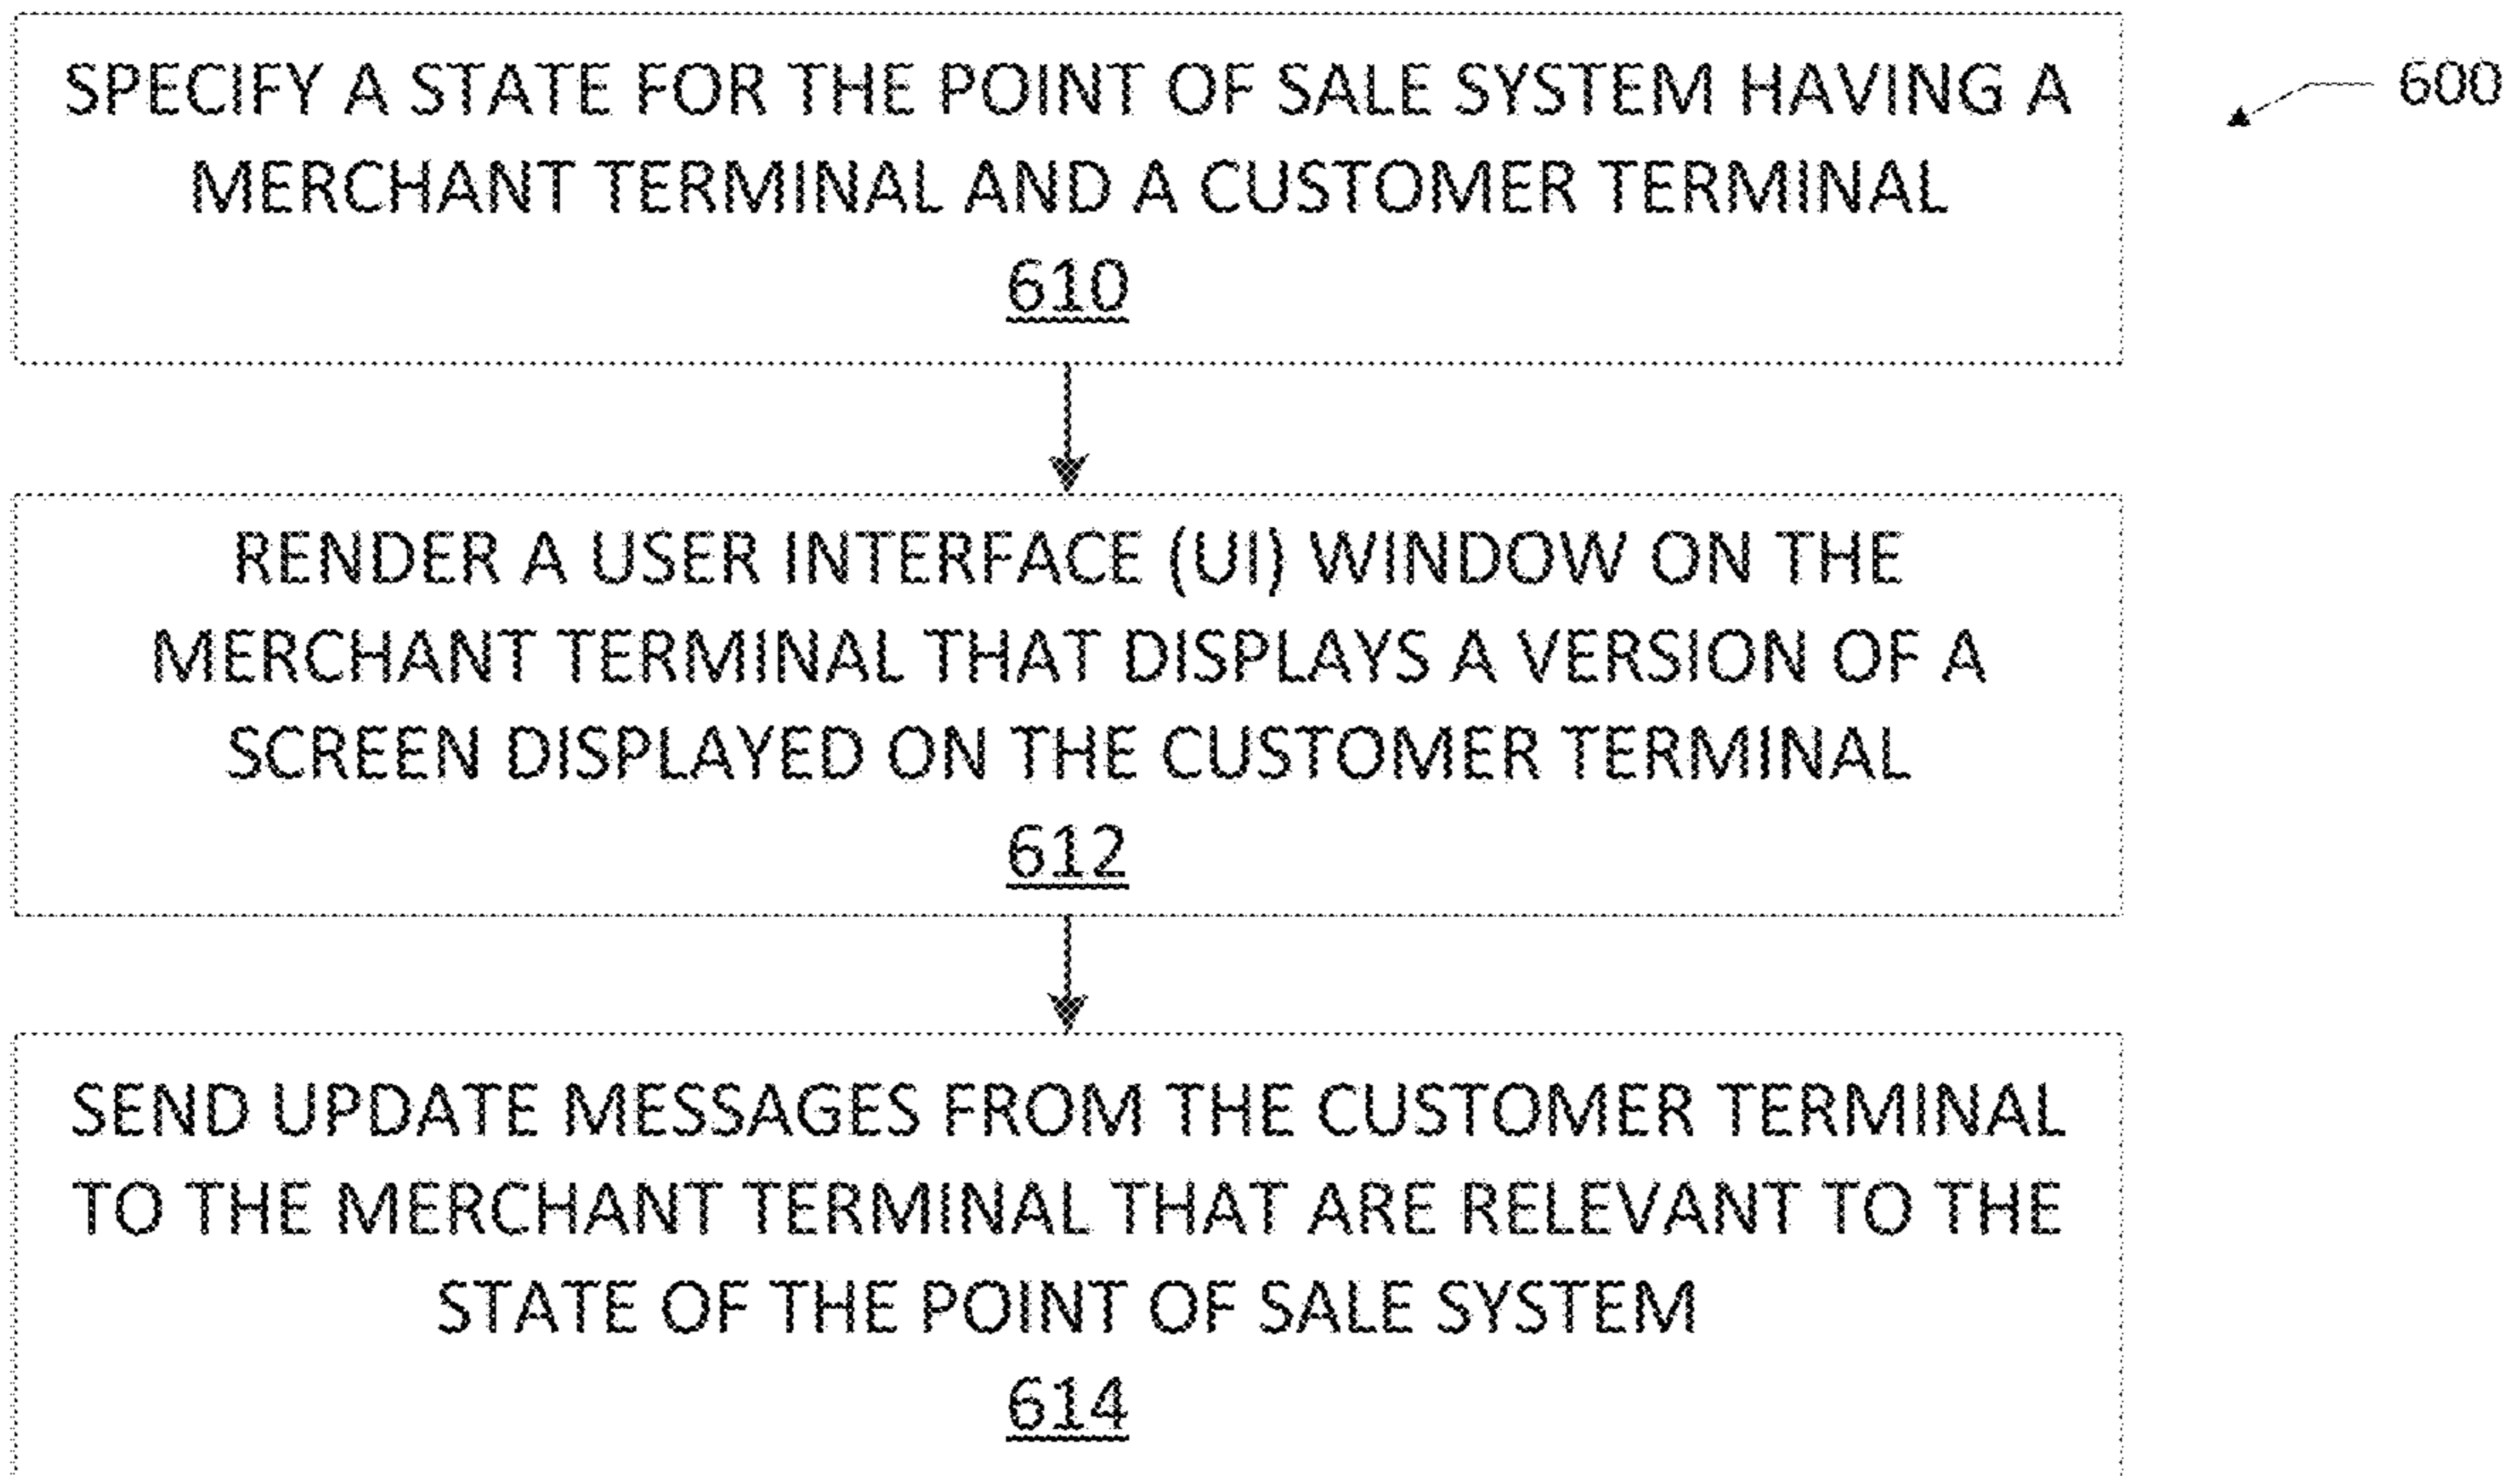 SPECIFY A STATE FOR THE POINT OF SALE SYSTEM HAVING A
MERCHANT TERMINAL AND A CUSTOMER TERMINAL
610
600
RENDER A USER INTERFACE (UI) WINDOW ON THE
MERCHANT TERMINAL THAT DISPLAYS A VERSION OF A
SCREEN DISPLAYED ON THE CUSTOMER TERMINAL
612
SEND UPDATE MESSAGES FROM THE CUSTOMER TERMINAL
TO THE MERCHANT TERMINAL THAT ARE RELEVANT TO THE
STATE OF THE POINT OF SALE SYSTEM
614